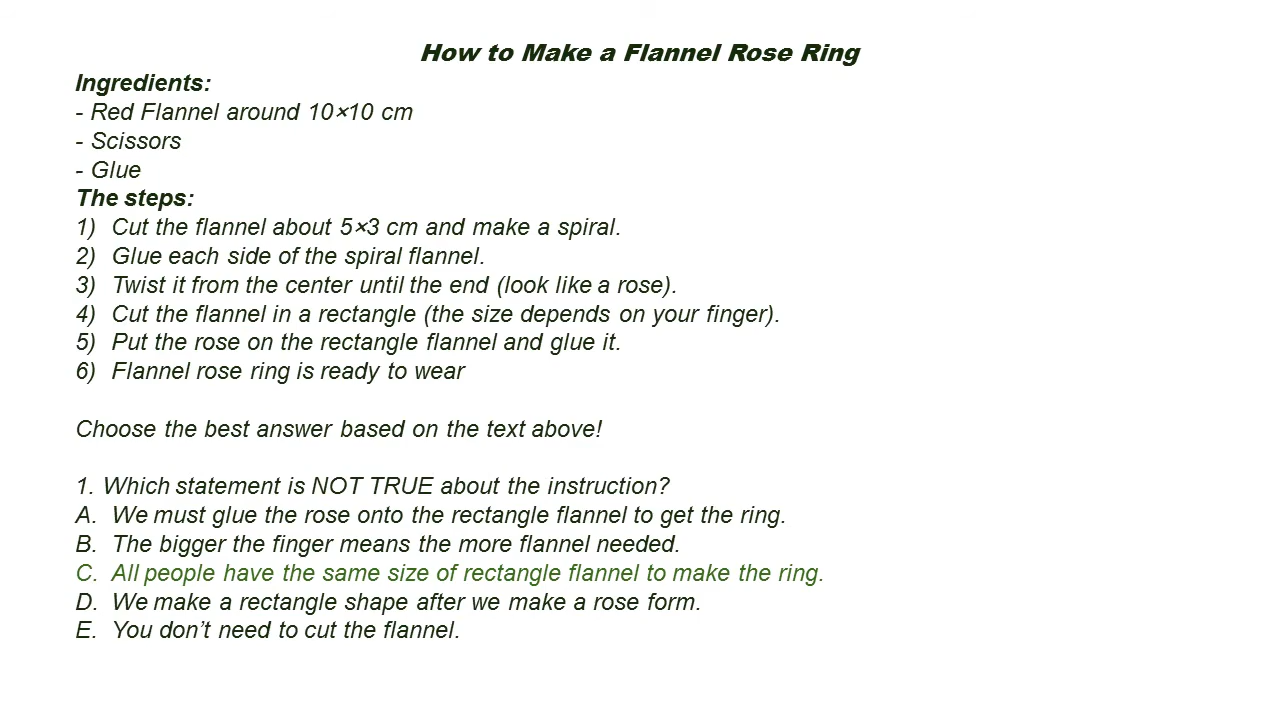 How to Make a Flannel Rose Ring
Ingredients:
- Red Flannel around 10×10 cm
- Scissors
- Glue
The steps:
1) Cut the flannel about 5×3 cm and make a spiral.
2) Glue each side of the spiral flannel.
3) Twist it from the center until the end (look like a rose).
4) Cut the flannel in a rectangle (the size depends on your finger).
5) Put the rose on the rectangle flannel and glue it.
6) Flannel rose ring is ready to wear
Choose the best answer based on the text above!
1. Which statement is NOT TRUE about the instruction?
A. We must glue the rose onto the rectangle flannel to get the ring.
B. The bigger the finger means the more flannel needed.
C. All people have the same size of rectangle flannel to make the ring.
D. We make a rectangle shape after we make a rose form.
E. You don’t need to cut the flannel.